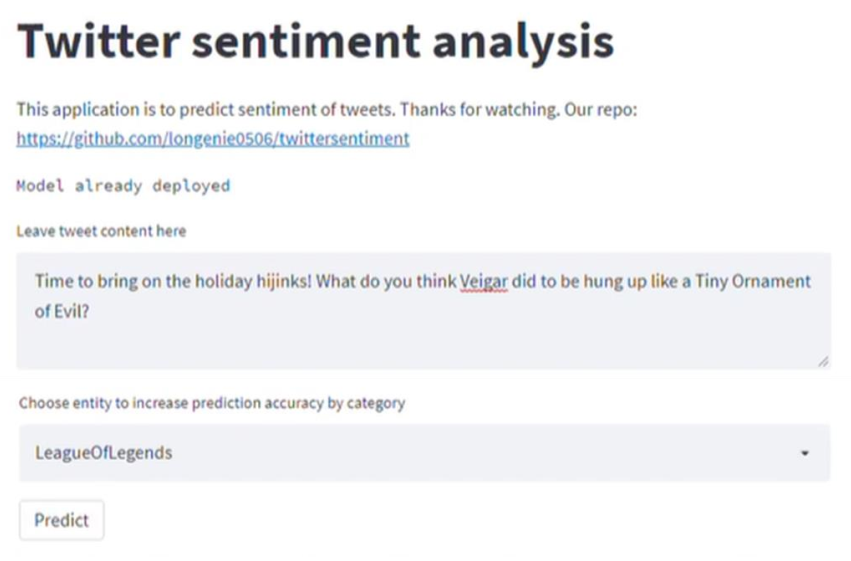 Twitter sentiment analysis
This application is to predict sentiment of tweets. Thanks for watching. Our repo:
https://github.com/longenie0506/twittersentiment
Model already deployed
Leave tweet content here
Time to bring on the holiday hijinks! What do you think Veigar did to be hung up like a Tiny Ornament
of Evil?
Choose entity to increase prediction accuracy by category
LeagueOfLegends
Predict